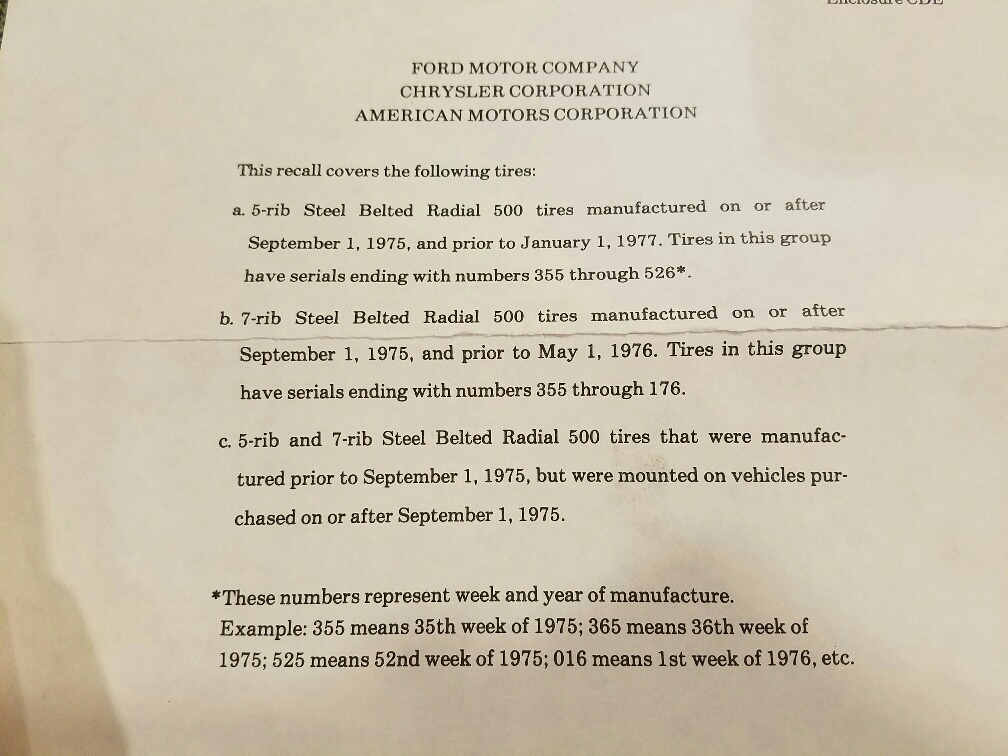 Enclosure CDE
FORD MOTOR COMPANY
CHRYSLER CORPORATION
AMERICAN MOTORS CORPORATION
This recall covers the following tires:
a. 5-rib Steel Belted Radial 500 tires manufactured on or after
September 1, 1975, and prior to January 1, 1977. Tires in this group
have serials ending with numbers 355 through 526*.
b. 7-rib Steel Belted Radial 500 tires manufactured on or after
September 1, 1975, and prior to May 1, 1976. Tires in this group
have serials ending with numbers 355 through 176.
c. 5-rib and 7-rib Steel Belted Radial 500 tires that were manufac-
tured prior to September 1, 1975, but were mounted on vehicles pur-
chased on or after September 1, 1975.
*These numbers represent week and year of manufacture.
Example: 355 means 35th week of 1975; 365 means 36th week of
1975; 525 means 52nd week of 1975; 016 means 1st week of 1976, etc.